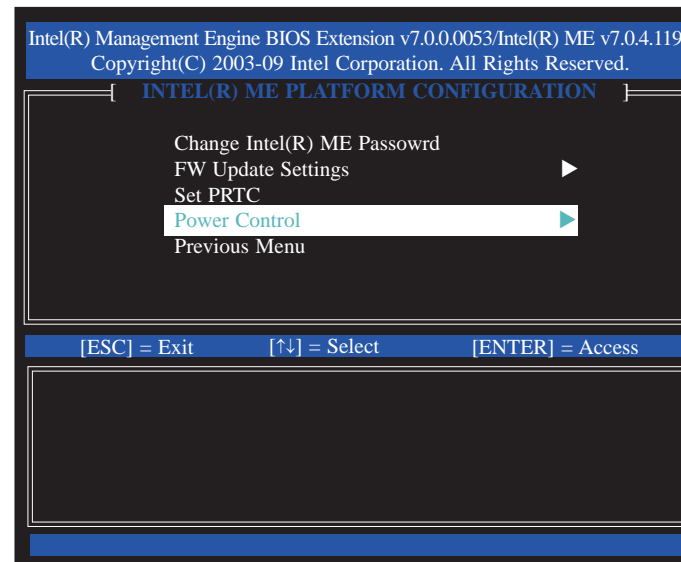 Intel(R) Management Engine BIOS Extension v7.0.0.0053/Intel(R) ME v7.0.4.119
Copyright(C) 2003-09 Intel Corporation. All Rights Reserved.
[ INTEL(R) ME PLATFORM CONFIGURATION ]
Change Intel(R) ME Passowrd
FW Update Settings ▶
Set PRTC
Power Control ▶
Previous Menu
[ESC] = Exit [↑↓] = Select [ENTER] = Access